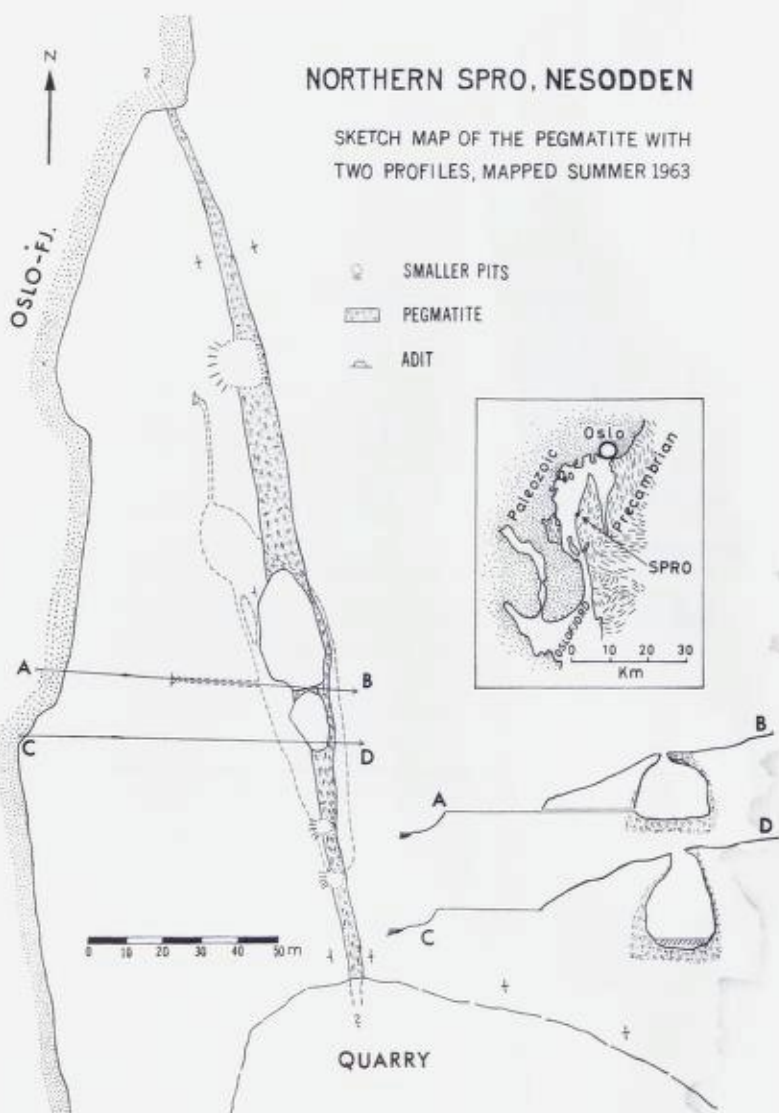 NORTHERN SPRO, NESODDEN
SKETCH MAP OF THE PEGMATITE WITH
TWO PROFILES, MAPPED SUMMER 1963
N
?
OSLO-FJ.
SMALLER PITS
PEGMATITE
ADIT
Oslo
Paleozoic
Precambrian
SPRO
OSLOFJORD
0 10 20 30
Km
A
B
C
D
B
A
D
C
0 10 20 30 40 50 m
?
QUARRY